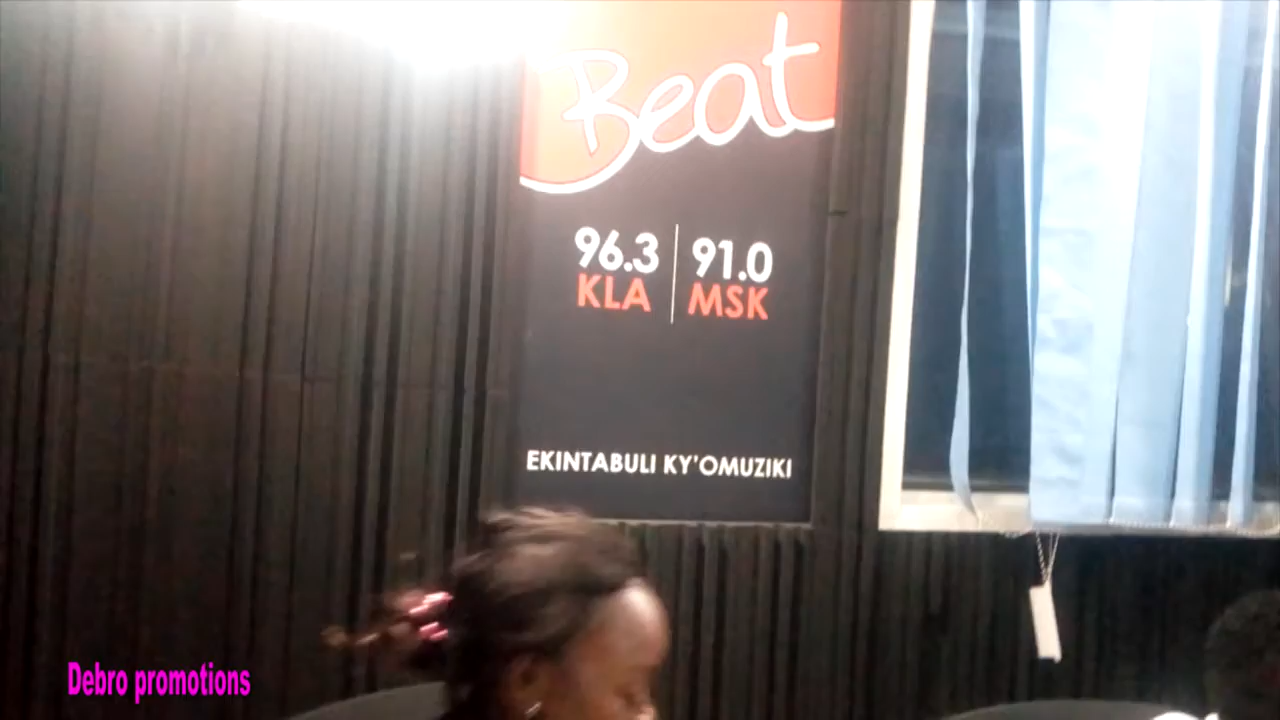 Beat
96.3 | 91.0
KLA | MSK
EKINTABULI KY'OMUZIKI
Debro promotions